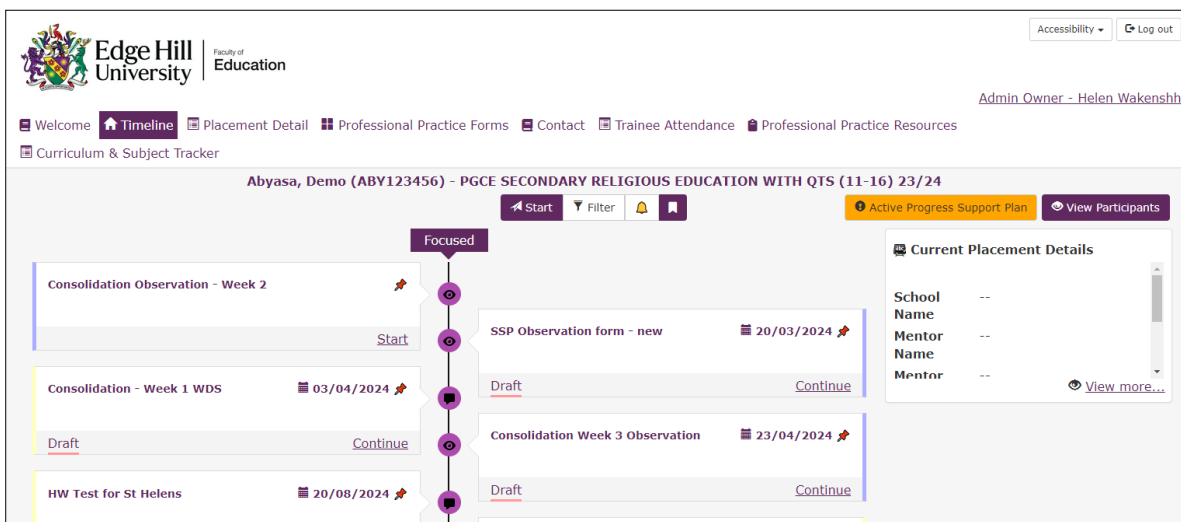 Accessibility
Log out
Edge Hill
University
Faculty of
Education
Admin Owner - Helen Wakenshh
Welcome Timeline Placement Detail Professional Practice Forms Contact Trainee Attendance Professional Practice Resources
Curriculum & Subject Tracker
Abyasa, Demo (ABY123456) - PGCE SECONDARY RELIGIOUS EDUCATION WITH QTS (11-16) 23/24
Start Filter Active Progress Support Plan View Participants
Focused
Consolidation Observation - Week 2
Start
SSP Observation form - new 20/03/2024
Draft Continue
Consolidation - Week 1 WDS 03/04/2024
Draft Continue
Consolidation Week 3 Observation 23/04/2024
Draft Continue
HW Test for St Helens 20/08/2024
Current Placement Details
School Name --
Mentor Name --
Mentor --
View more...